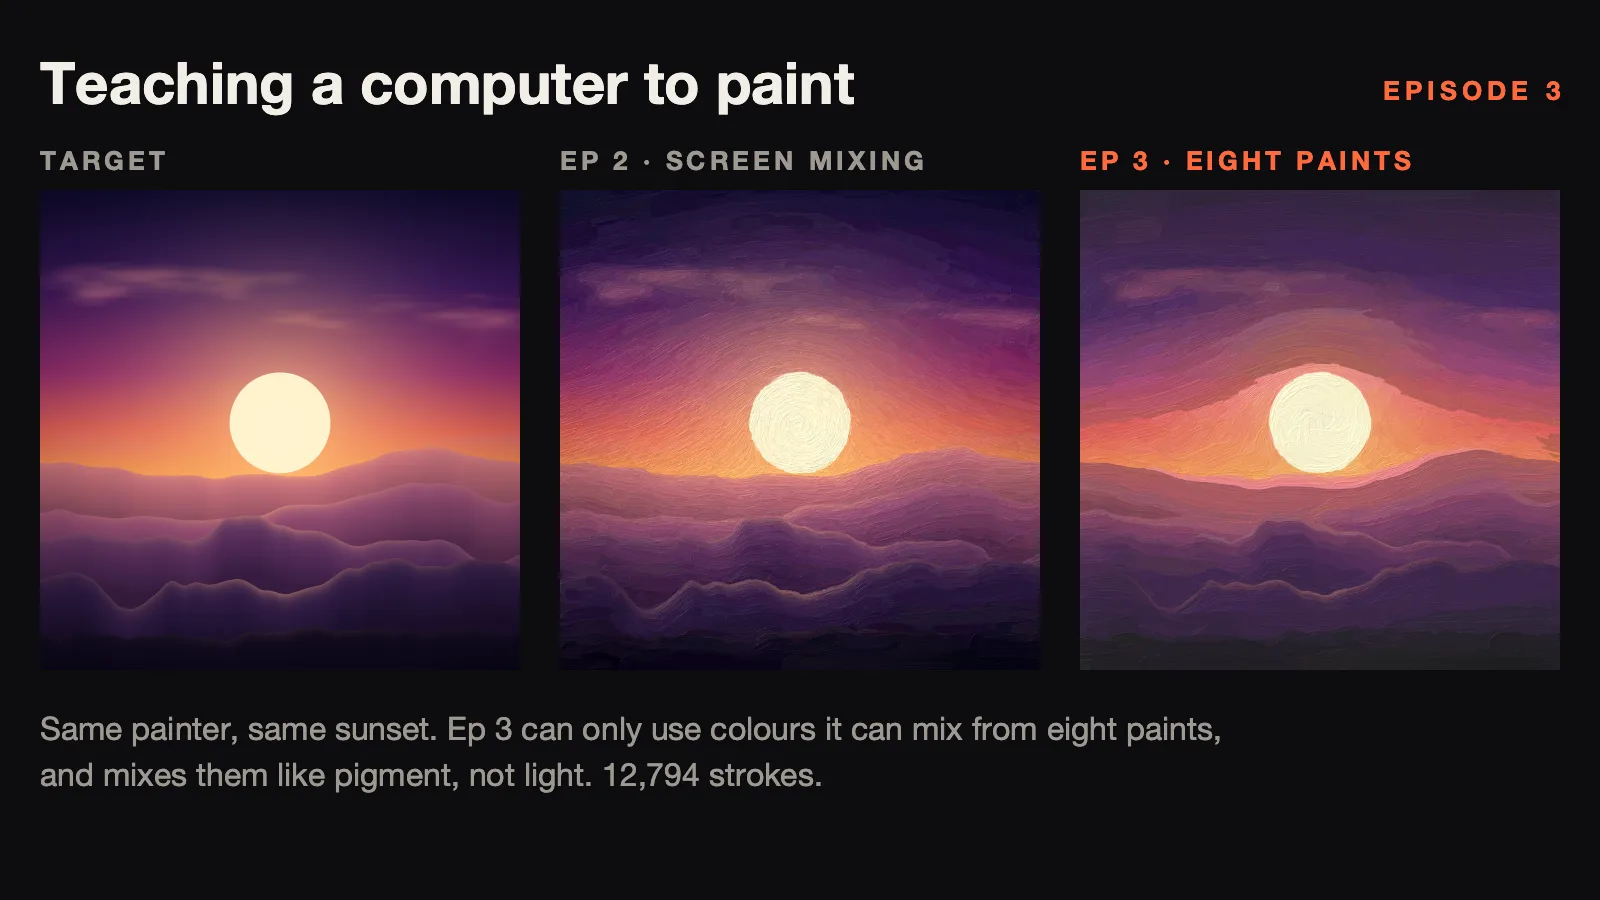 Teaching a computer to paint
EPISODE 3
TARGET
EP 2 · SCREEN MIXING
EP 3 · EIGHT PAINTS
Same painter, same sunset. Ep 3 can only use colours it can mix from eight paints,
and mixes them like pigment, not light. 12,794 strokes.